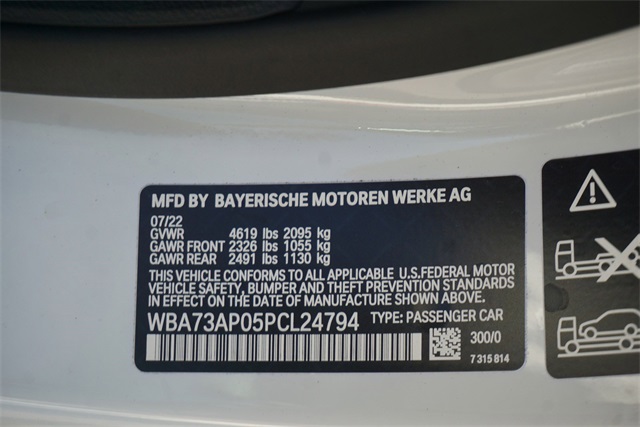 MFD BY BAYERISCHE MOTOREN WERKE AG
07/22
GVWR 4619 lbs 2095 kg
GAWR FRONT 2326 lbs 1055 kg
GAWR REAR 2491 lbs 1130 kg
THIS VEHICLE CONFORMS TO ALL APPLICABLE U.S.FEDERAL MOTOR
VEHICLE SAFETY, BUMPER AND THEFT PREVENTION STANDARDS
IN EFFECT ON THE DATE OF MANUFACTURE SHOWN ABOVE.
WBA73AP05PCL24794 TYPE: PASSENGER CAR
300/0
7 315 814